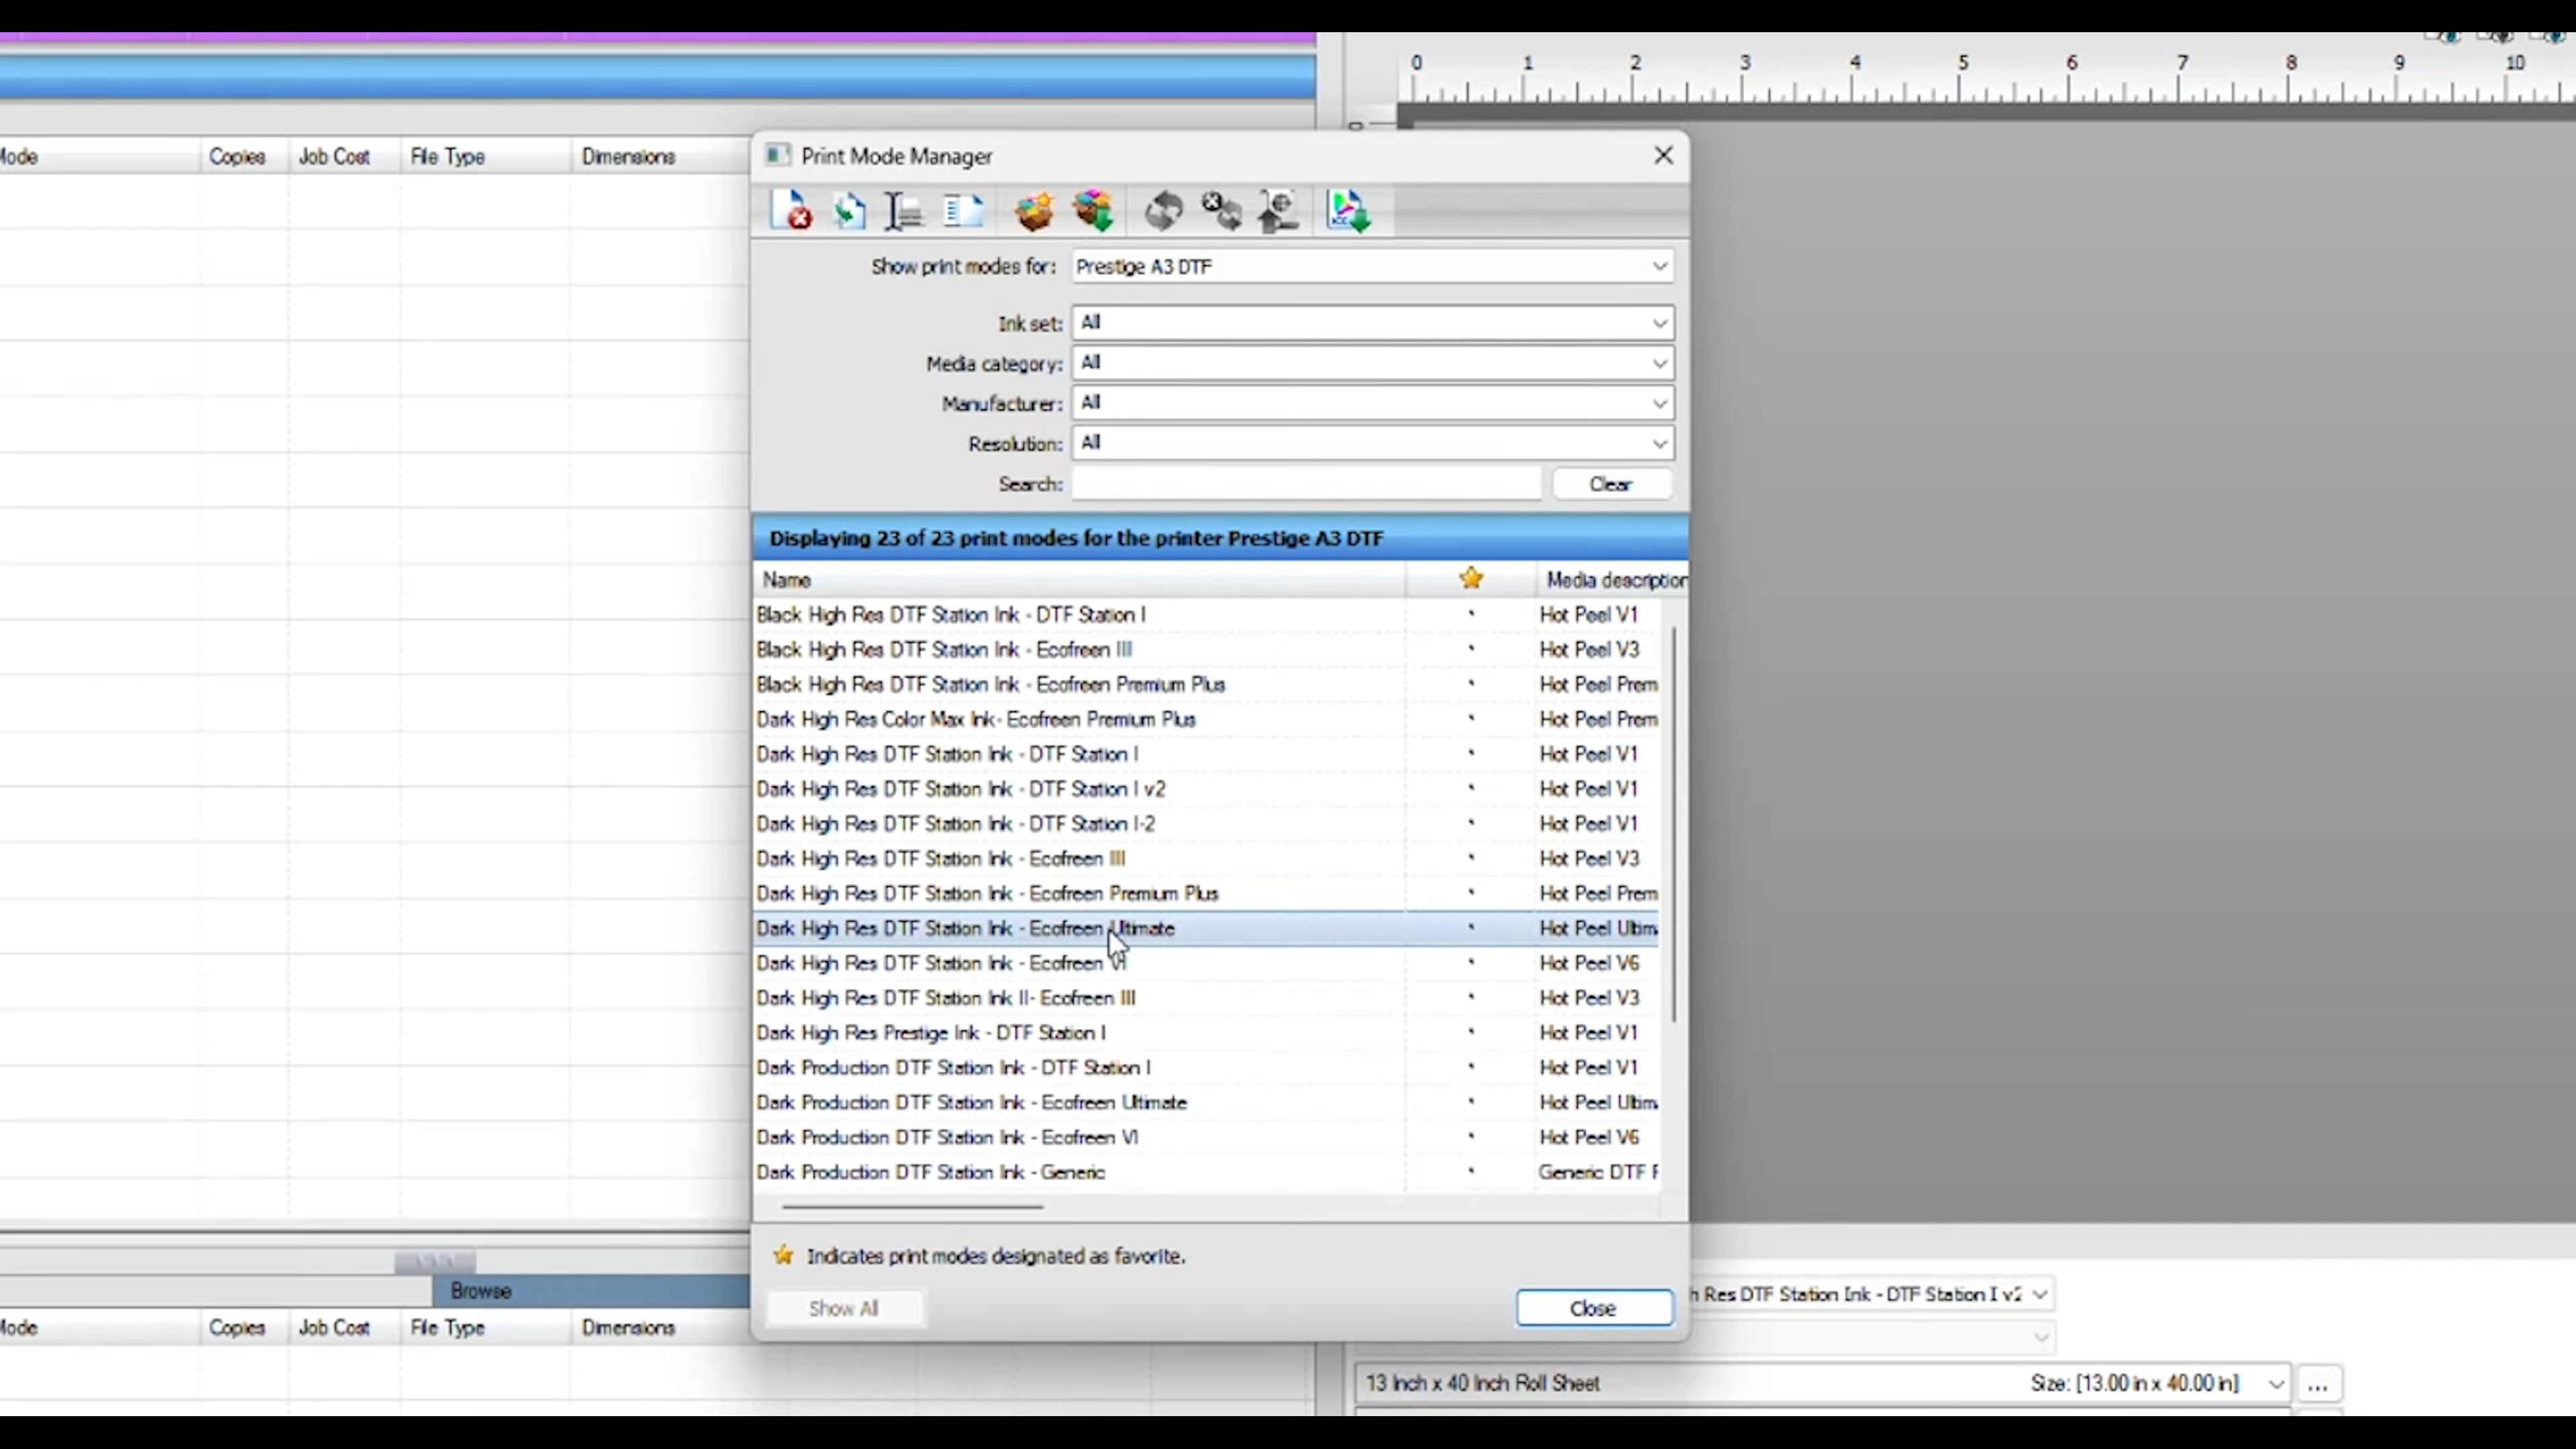 0 1 2 3 4 5 6 7 8 9 10
0
Mode Copies Job Cost File Type Dimensions
Print Mode Manager
Show print modes for: Prestige A3 DTF
Ink set: All
Media category: All
Manufacturer: All
Resolution: All
Search: Clear
Displaying 23 of 23 print modes for the printer Prestige A3 DTF
Name Media description
Black High Res DTF Station Ink - DTF Station I Hot Peel V1
Black High Res DTF Station Ink - Ecofreen III Hot Peel V3
Black High Res DTF Station Ink - Ecofreen Premium Plus Hot Peel Prem
Dark High Res Color Max Ink- Ecofreen Premium Plus Hot Peel Prem
Dark High Res DTF Station Ink - DTF Station I Hot Peel V1
Dark High Res DTF Station Ink - DTF Station I v2 Hot Peel V1
Dark High Res DTF Station Ink - DTF Station I-2 Hot Peel V1
Dark High Res DTF Station Ink - Ecofreen III Hot Peel V3
Dark High Res DTF Station Ink - Ecofreen Premium Plus Hot Peel Prem
Dark High Res DTF Station Ink - Ecofreen Ultimate Hot Peel Ultim
Dark High Res DTF Station Ink - Ecofreen VI Hot Peel V6
Dark High Res DTF Station Ink II- Ecofreen III Hot Peel V3
Dark High Res Prestige Ink - DTF Station I Hot Peel V1
Dark Production DTF Station Ink - DTF Station I Hot Peel V1
Dark Production DTF Station Ink - Ecofreen Ultimate Hot Peel Ultim
Dark Production DTF Station Ink - Ecofreen VI Hot Peel V6
Dark Production DTF Station Ink - Generic Generic DTF F
Indicates print modes designated as favorite.
Show All Close
Browse
h Res DTF Station Ink - DTF Station I v2
Mode Copies Job Cost File Type Dimensions
13 Inch x 40 Inch Roll Sheet Size: [13.00 in x 40.00 in] ...